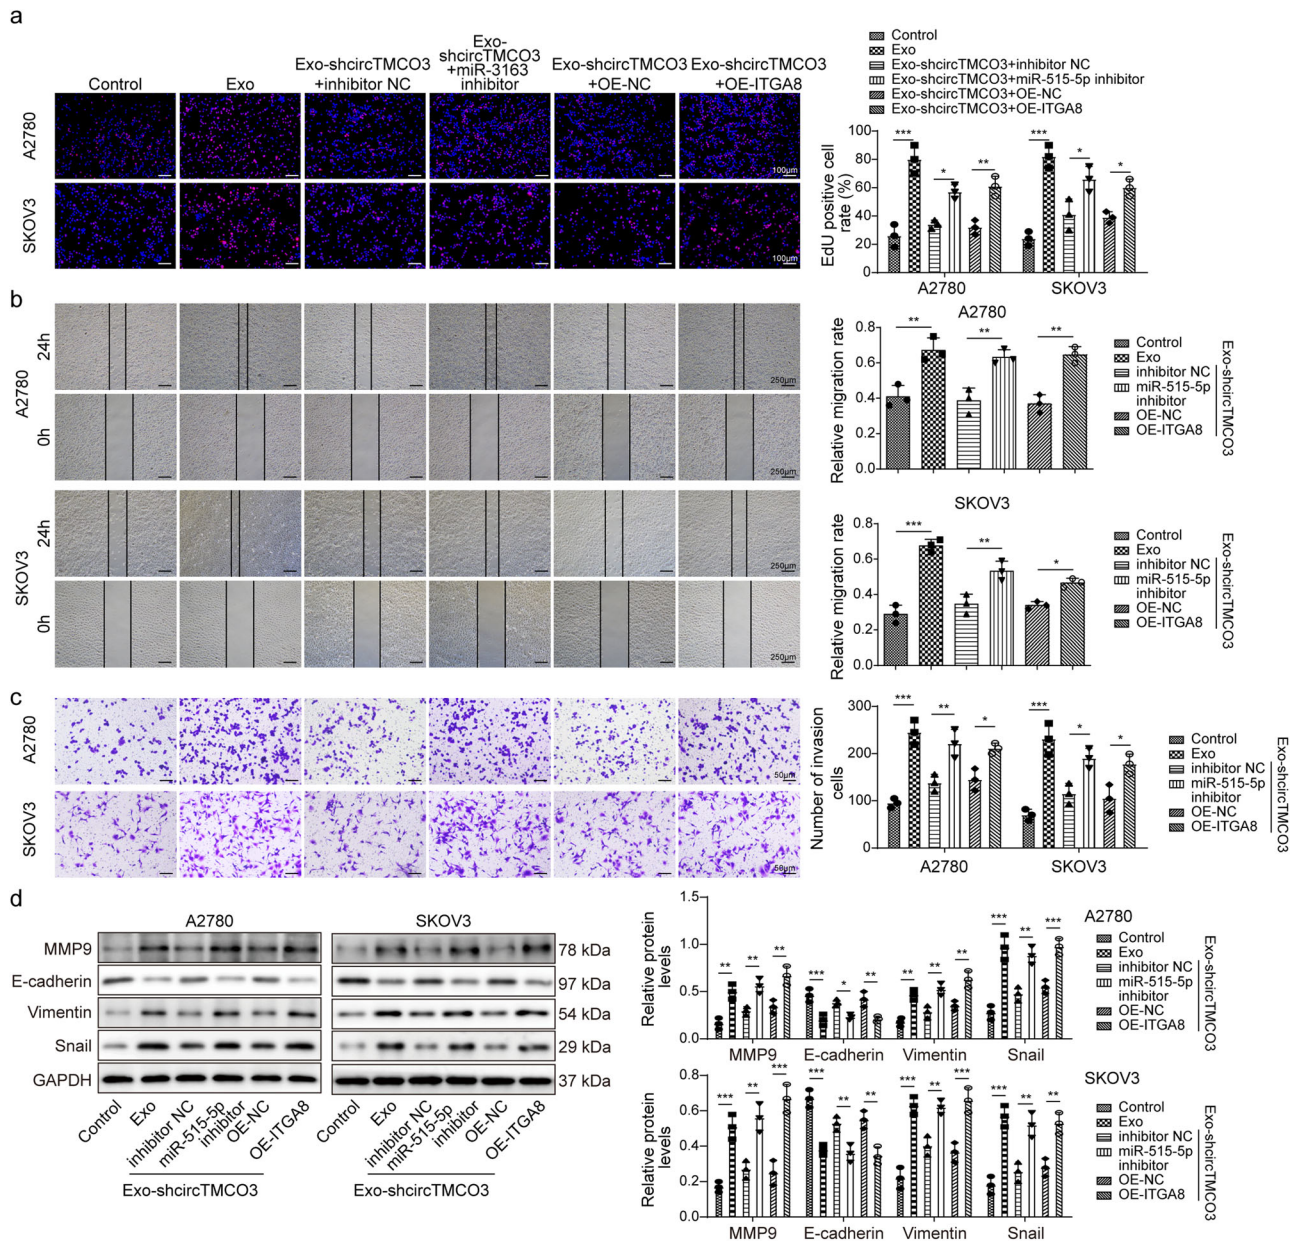 a
Control
Exo
Exo-shcircTMCO3
+inhibitor NC
Exo-
shcircTMCO3
+miR-3163
inhibitor
Exo-shcircTMCO3
+OE-NC
Exo-shcircTMCO3
+OE-ITGA8
A2780
100μm
SKOV3
100μm
Control
Exo
Exo-shcircTMCO3+inhibitor NC
Exo-shcircTMCO3+miR-515-5p inhibitor
Exo-shcircTMCO3+OE-NC
Exo-shcircTMCO3+OE-ITGA8
EdU positive cell
rate (%)
100
80
60
40
20
0
*** * ** *** * *
A2780 SKOV3
b
A2780
24h
250μm
0h
250μm
SKOV3
24h
250μm
0h
250μm
A2780
Relative migration rate
0.8
0.6
0.4
0.2
0.0
** ** **
Control
Exo
inhibitor NC
miR-515-5p
inhibitor
OE-NC
OE-ITGA8
Exo-shcircTMCO3
SKOV3
Relative migration rate
0.8
0.6
0.4
0.2
0.0
*** ** *
Control
Exo
inhibitor NC
miR-515-5p
inhibitor
OE-NC
OE-ITGA8
Exo-shcircTMCO3
c
A2780
50μm
SKOV3
50μm
Number of invasion
cells
300
200
100
0
*** ** * *** * *
A2780 SKOV3
Control
Exo
inhibitor NC
miR-515-5p
inhibitor
OE-NC
OE-ITGA8
Exo-shcircTMCO3
d
A2780 SKOV3
MMP9 78 kDa
E-cadherin 97 kDa
Vimentin 54 kDa
Snail 29 kDa
GAPDH 37 kDa
Control
Exo
inhibitor NC
miR-515-5p
inhibitor
OE-NC
OE-ITGA8
Exo-shcircTMCO3
Control
Exo
inhibitor NC
miR-515-5p
inhibitor
OE-NC
OE-ITGA8
Exo-shcircTMCO3
A2780
Relative protein
levels
1.5
1.0
0.5
0.0
** ** ** *** * ** ** ** ** *** ** ***
MMP9 E-cadherin Vimentin Snail
Control
Exo
inhibitor NC
miR-515-5p
inhibitor
OE-NC
OE-ITGA8
Exo-shcircTMCO3
SKOV3
Relative protein
levels
0.8
0.6
0.4
0.2
0.0
*** ** *** *** ** ** *** ** *** *** ** **
MMP9 E-cadherin Vimentin Snail
Control
Exo
inhibitor NC
miR-515-5p
inhibitor
OE-NC
OE-ITGA8
Exo-shcircTMCO3